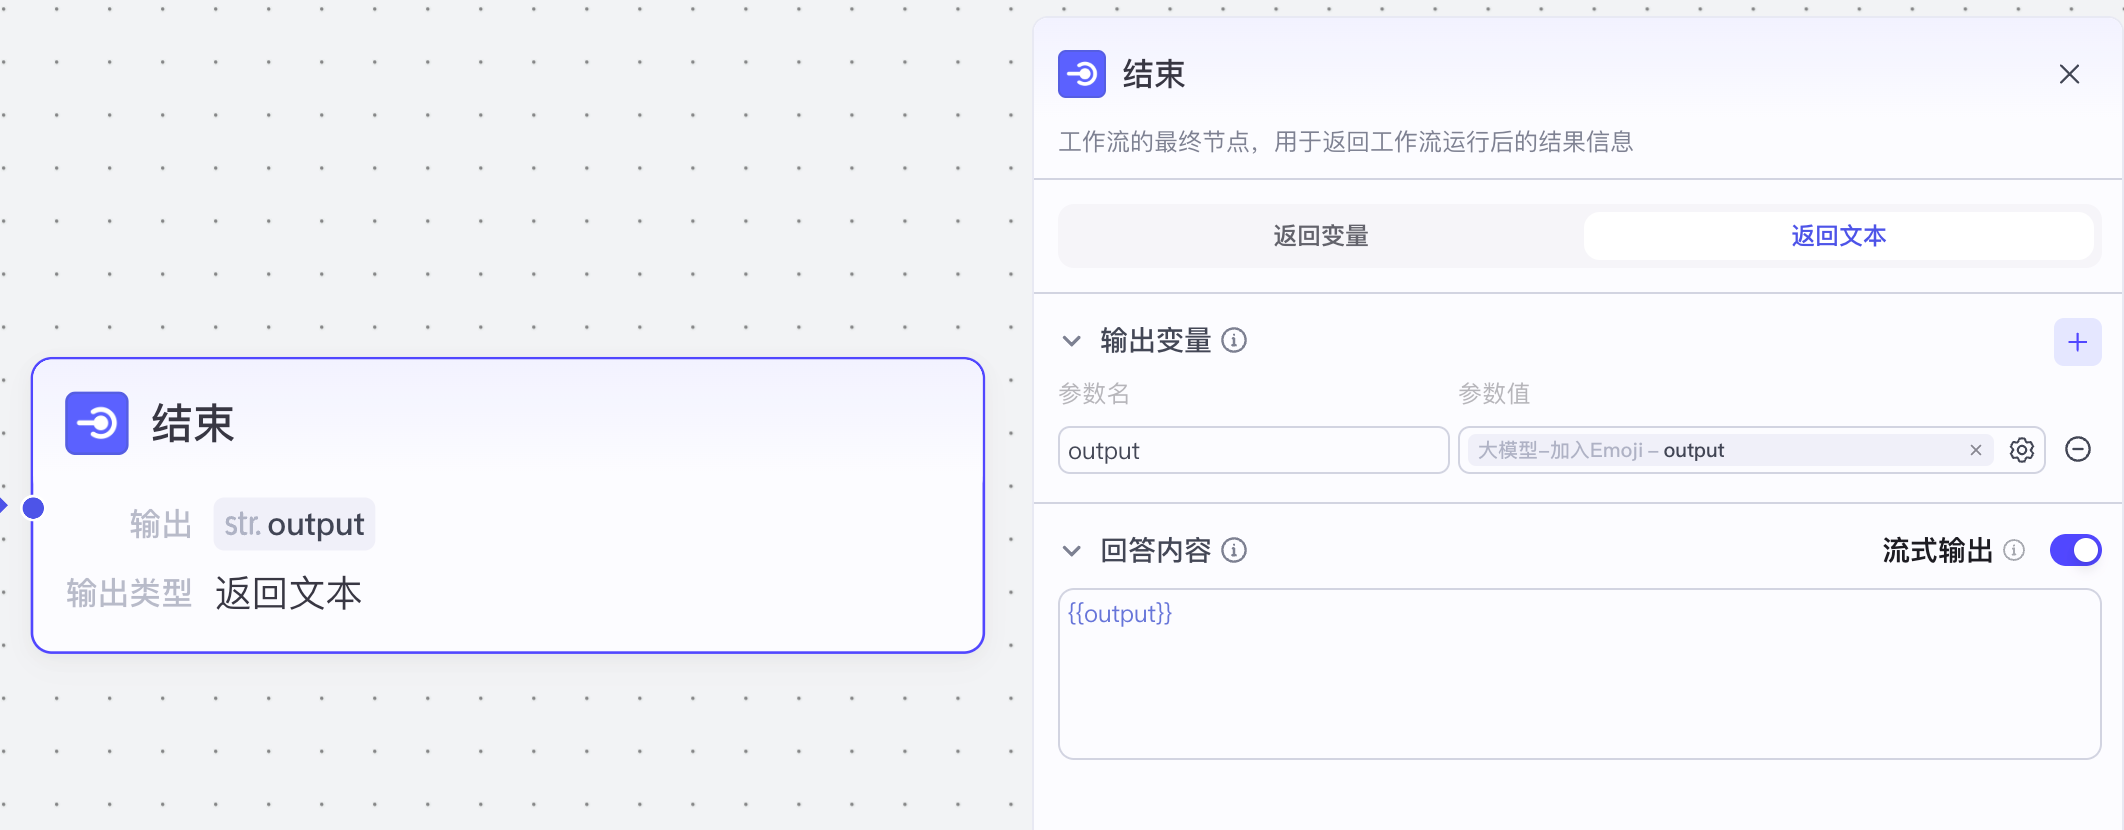 结束
输出 str. output
输出类型 返回文本
结束
工作流的最终节点，用于返回工作流运行后的结果信息
返回变量 返回文本
输出变量
参数名 参数值
output 大模型-加入Emoji – output
回答内容 流式输出
{{output}}